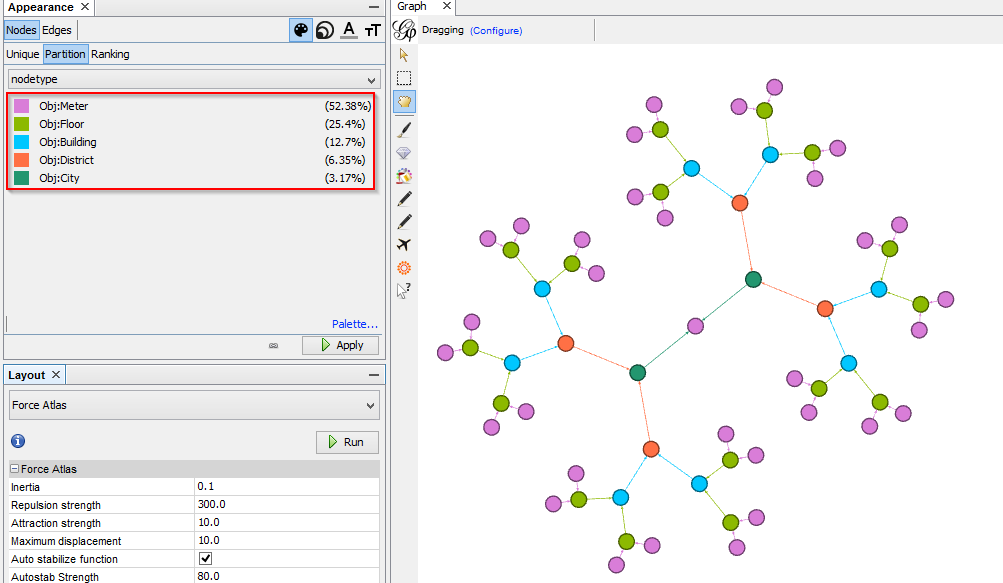 Appearance
Nodes Edges A TT
Unique Partition Ranking
nodetype
Obj:Meter (52.38%)
Obj:Floor (25.4%)
Obj:Building (12.7%)
Obj:District (6.35%)
Obj:City (3.17%)
Palette...
Apply
Layout
Force Atlas
Run
Force Atlas
Inertia 0.1
Repulsion strength 300.0
Attraction strength 10.0
Maximum displacement 10.0
Auto stabilize function
Autostab Strength 80.0
Graph
Dragging (Configure)